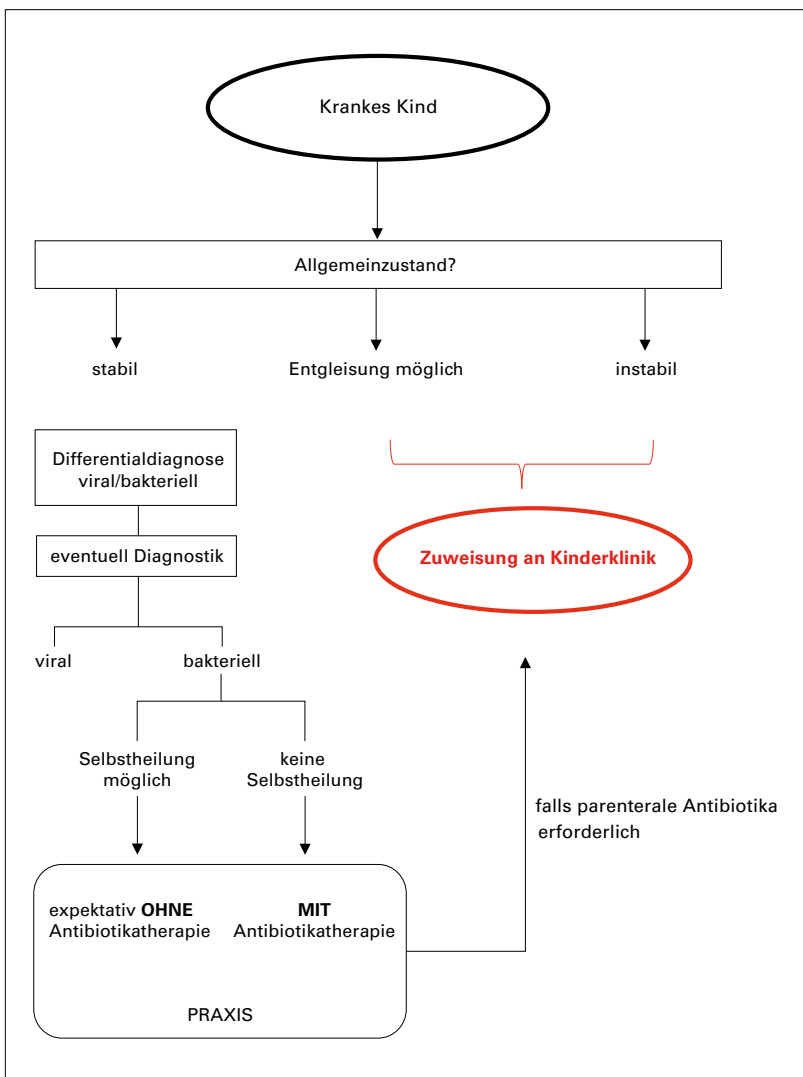 Krankes Kind
Allgemeinzustand?
stabil
Entgleisung möglich
instabil
Differentialdiagnose
viral/bakteriell
eventuell Diagnostik
Zuweisung an Kinderklinik
viral
bakteriell
Selbstheilung
möglich
keine
Selbstheilung
falls parenterale Antibiotika
erforderlich
expektativ OHNE
Antibiotikatherapie
MIT
Antibiotikatherapie
PRAXIS